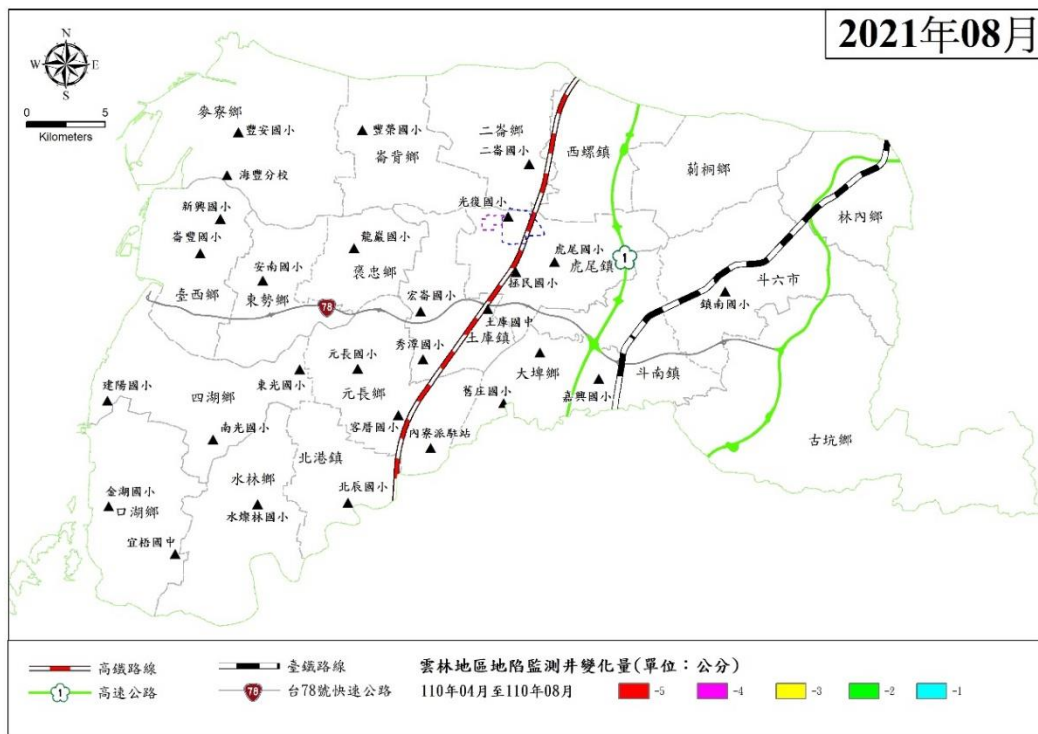 2021年08月
N
W E
S
0 5
Kilometers
麥寮鄉
豐安國小
豐榮國小
崙背鄉
二崙鄉
二崙國小
西螺鎮
莿桐鄉
林內鄉
海豐分校
新興國小
崙豐國小
光復國小
龍巖國小
褒忠鄉
虎尾國小
虎尾鎮
1
安南國小
臺西鄉
東勢鄉
78
宏崙國小
拯民國小
土庫國中
土庫鎮
斗六市
鎮南國小
秀潭國小
元長國小
元長鄉
東光國小
大埤鄉
斗南鎮
嘉興國小
舊庄國小
建陽國小
四湖鄉
南光國小
客厝國小
內寮派駐站
古坑鄉
北港鎮
水林鄉
北辰國小
金湖國小
口湖鄉
水燦林國小
宜梧國中
高鐵路線
臺鐵路線
雲林地區地陷監測井變化量(單位：公分)
1 高速公路
78 台78號快速公路
110年04月至110年08月
-5 -4 -3 -2 -1